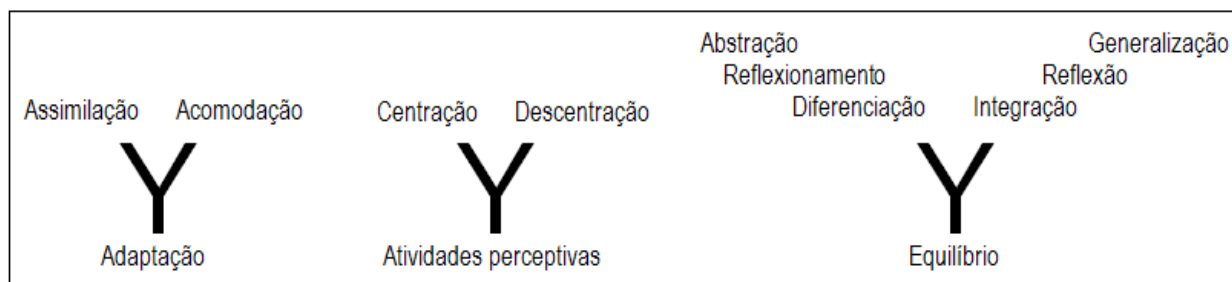 Abstração Generalização
Reflexionamento Reflexão
Assimilação Acomodação Centração Descentração Diferenciação Integração
Adaptação Atividades perceptivas Equilíbrio